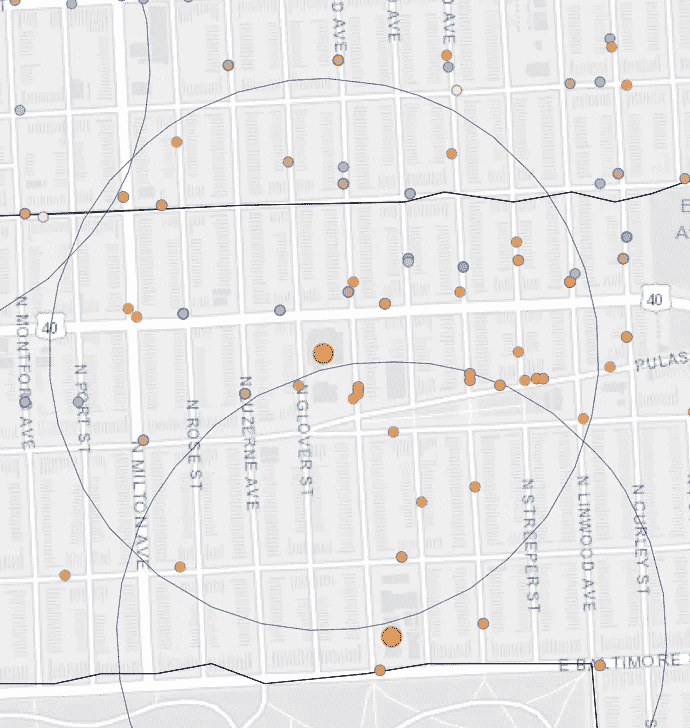 D AVE
AVE
AVE
E
A
40
40
PULAS
N MONTFORD AVE
N PORT ST
N MILTON AVE
N ROSE ST
N LUZERNE AVE
N GLOVER ST
N STREEPER ST
N LINWOOD AVE
N CURLEY ST
E BALTIMORE
S